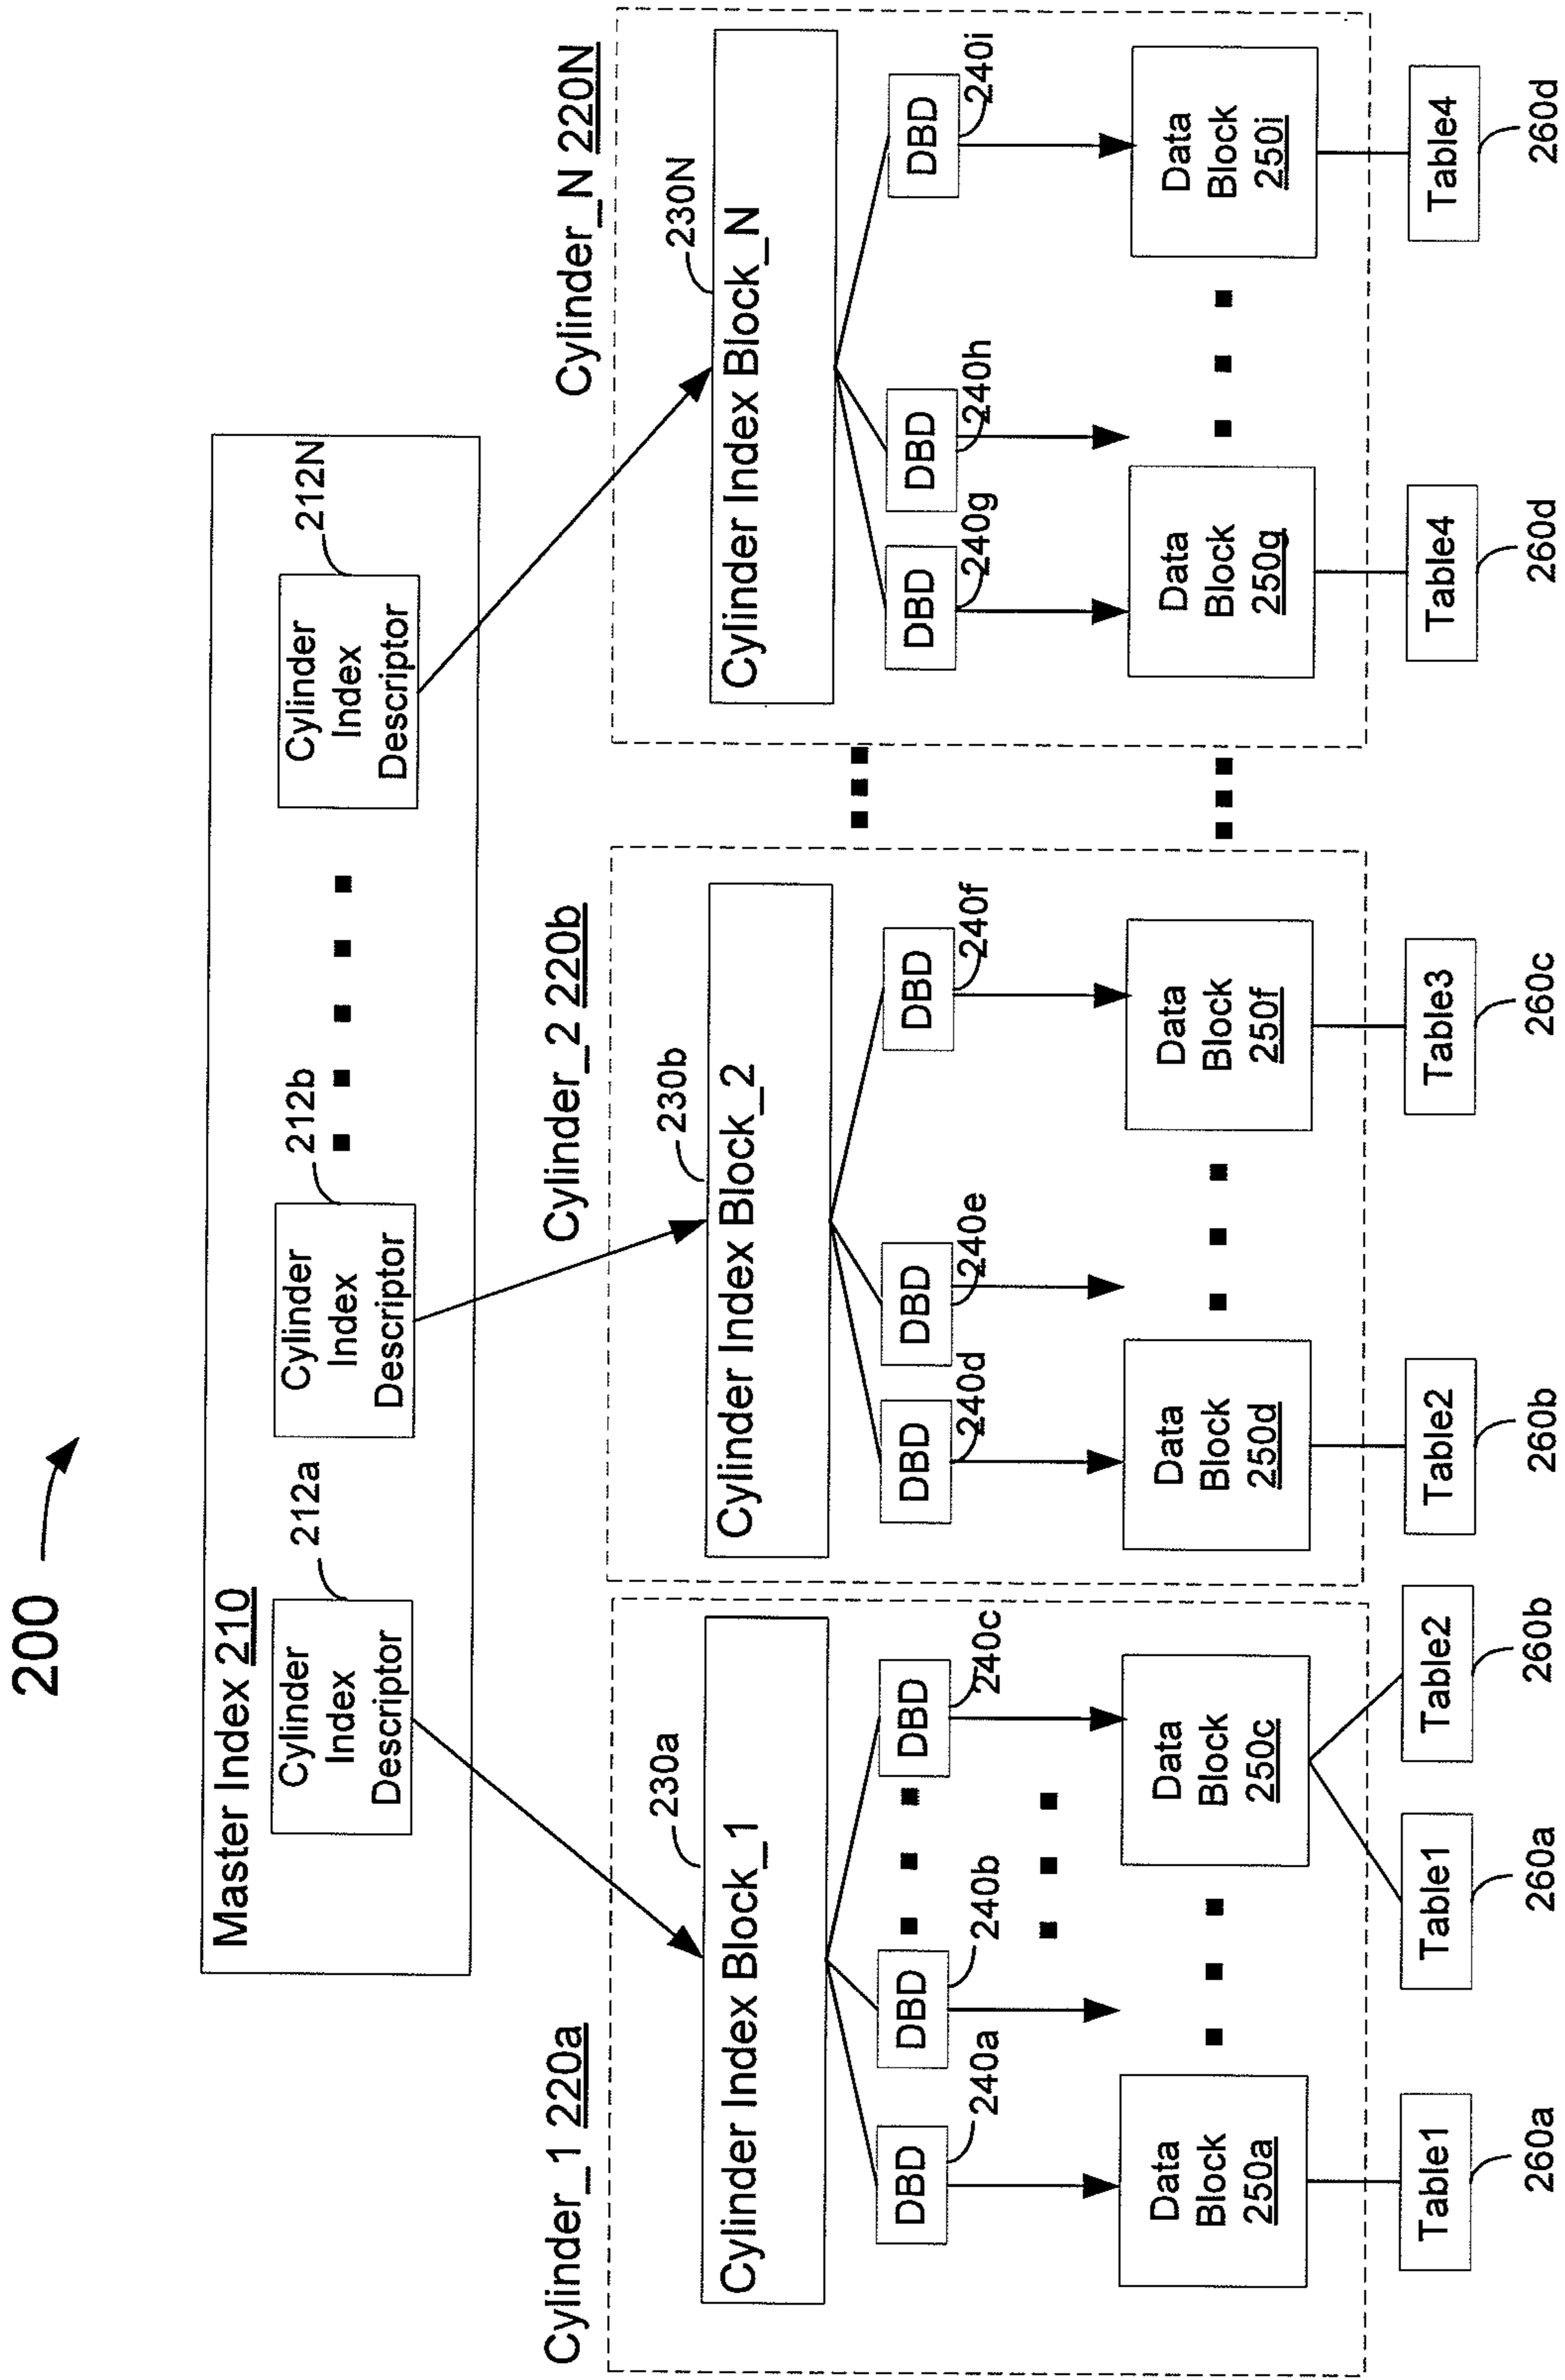 200
Master Index 210
212a
212b
212N
Cylinder
Index
Descriptor
Cylinder
Index
Descriptor
Cylinder
Index
Descriptor
Cylinder_1 220a
Cylinder_2 220b
Cylinder_N 220N
230a
230b
230N
Cylinder Index Block_1
Cylinder Index Block_2
Cylinder Index Block_N
DBD
DBD
DBD
DBD
DBD
DBD
DBD
DBD
DBD
240a
240b
240c
240d
240e
240f
240g
240h
240i
Data
Block
250a
Data
Block
250c
Data
Block
250d
Data
Block
250f
Data
Block
250g
Data
Block
250i
Table1
Table1
Table2
Table2
Table3
Table4
Table4
260a
260a
260b
260b
260c
260d
260d